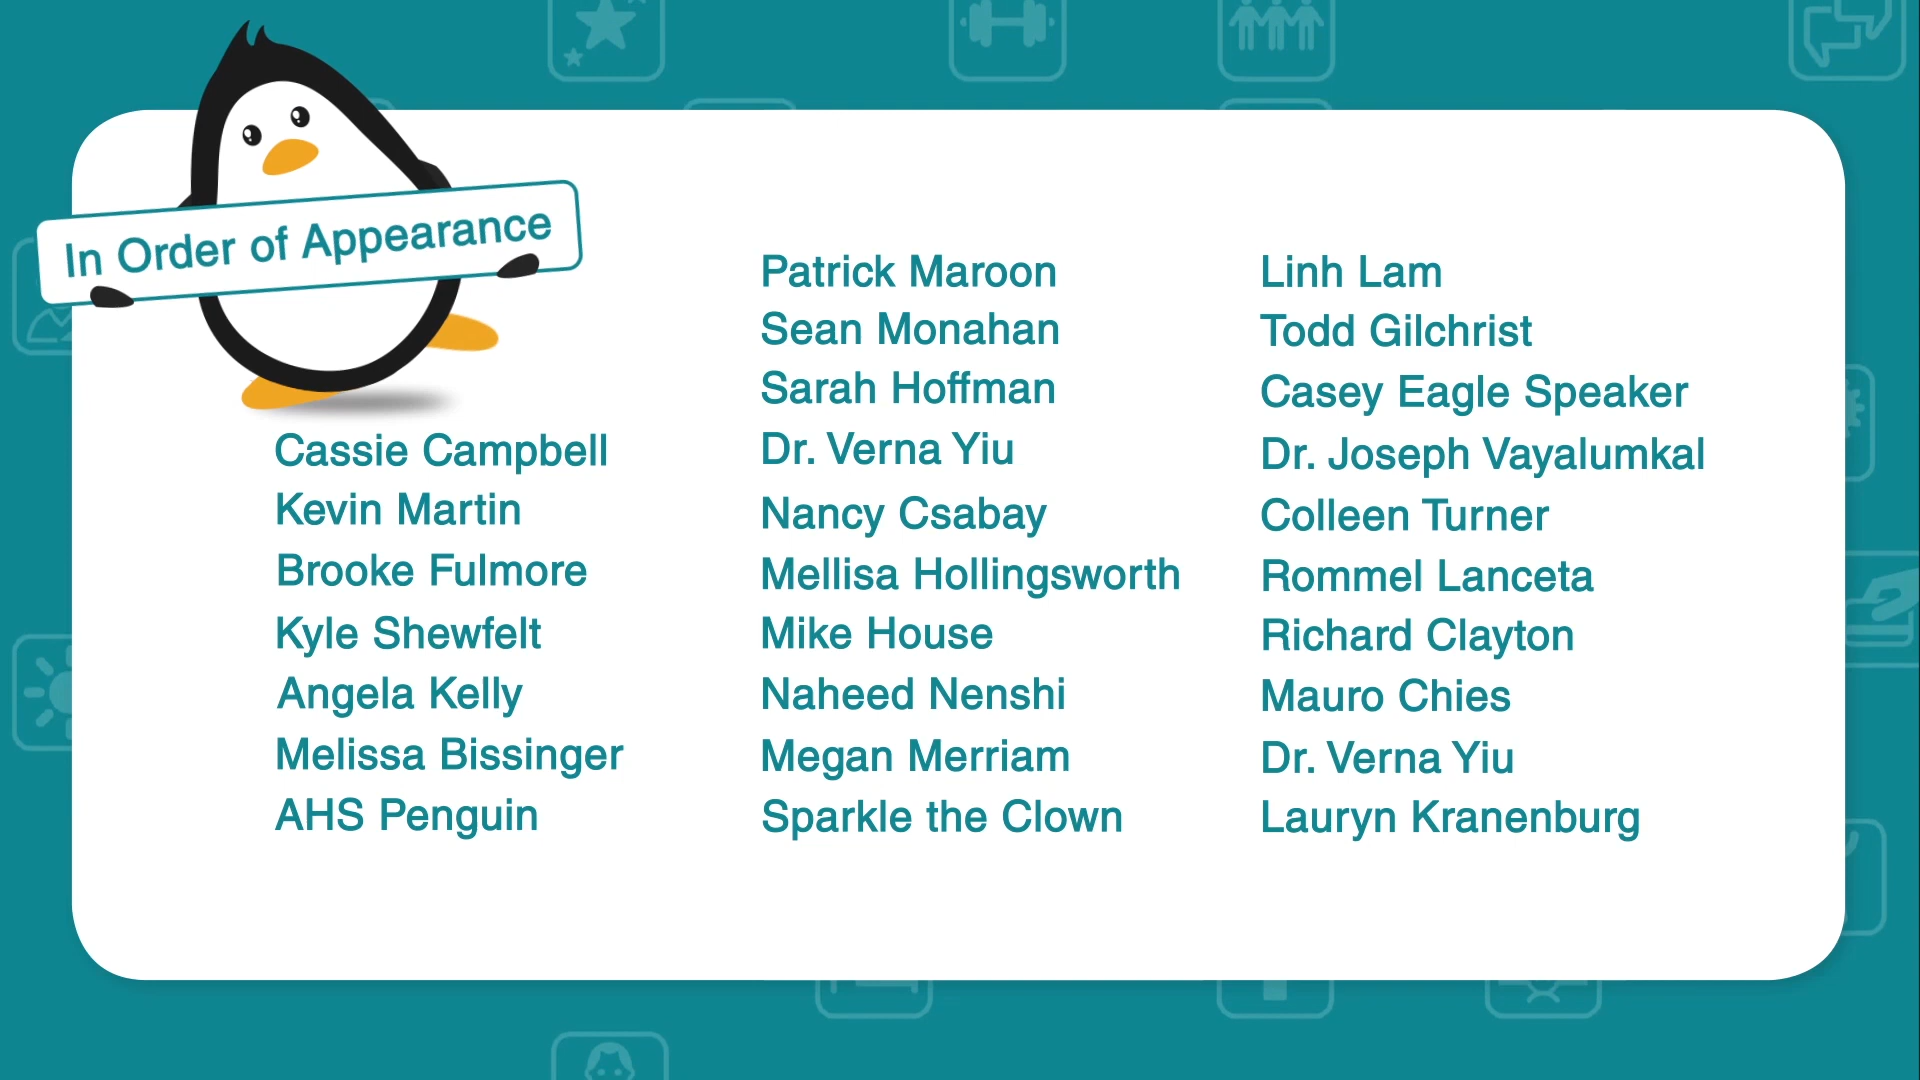 In Order of Appearance
Cassie Campbell
Kevin Martin
Brooke Fulmore
Kyle Shewfelt
Angela Kelly
Melissa Bissinger
AHS Penguin
Patrick Maroon
Sean Monahan
Sarah Hoffman
Dr. Verna Yiu
Nancy Csabay
Mellisa Hollingsworth
Mike House
Naheed Nenshi
Megan Merriam
Sparkle the Clown
Linh Lam
Todd Gilchrist
Casey Eagle Speaker
Dr. Joseph Vayalumkal
Colleen Turner
Rommel Lanceta
Richard Clayton
Mauro Chies
Dr. Verna Yiu
Lauryn Kranenburg